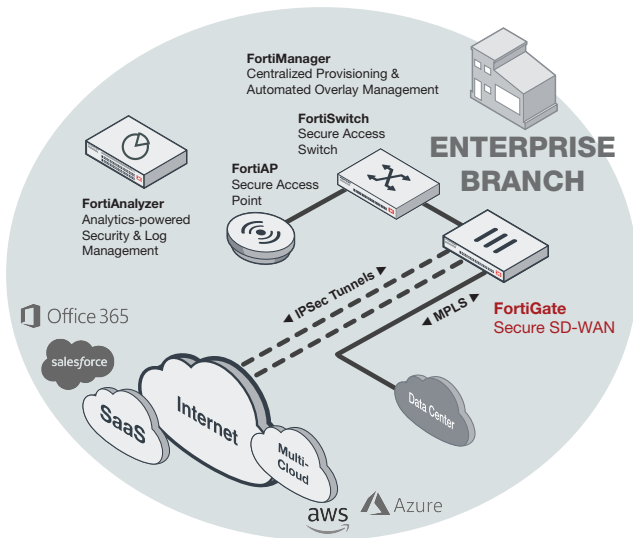 FortiManager
Centralized Provisioning &
Automated Overlay Management
ENTERPRISE
BRANCH
FortiSwitch
Secure Access
Switch
FortiAP
Secure Access
Point
FortiAnalyzer
Analytics-powered
Security & Log
Management
IPSec Tunnels
MPLS
FortiGate
Secure SD-WAN
Office 365
salesforce
SaaS
Internet
Multi-
Cloud
Data Center
aws
Azure